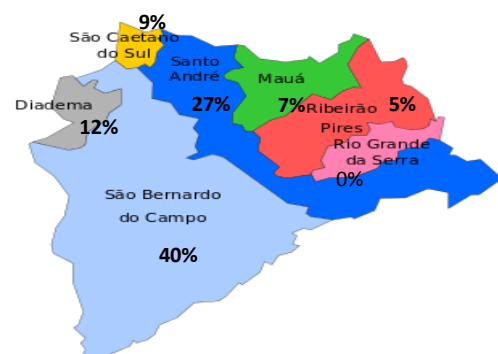 9%
São Caetano
do Sul
Santo
André
27%
Mauá
7%
Ribeirão
Pires
5%
Diadema
12%
Rio Grande
da Serra
0%
São Bernardo
do Campo
40%